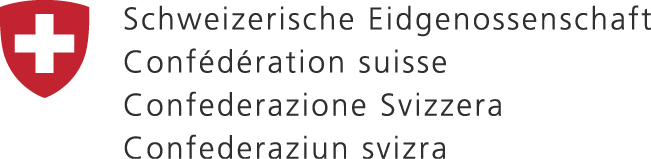 Schweizerische Eidgenossenschaft
Confédération suisse
Confederazione Svizzera
Confederaziun svizra